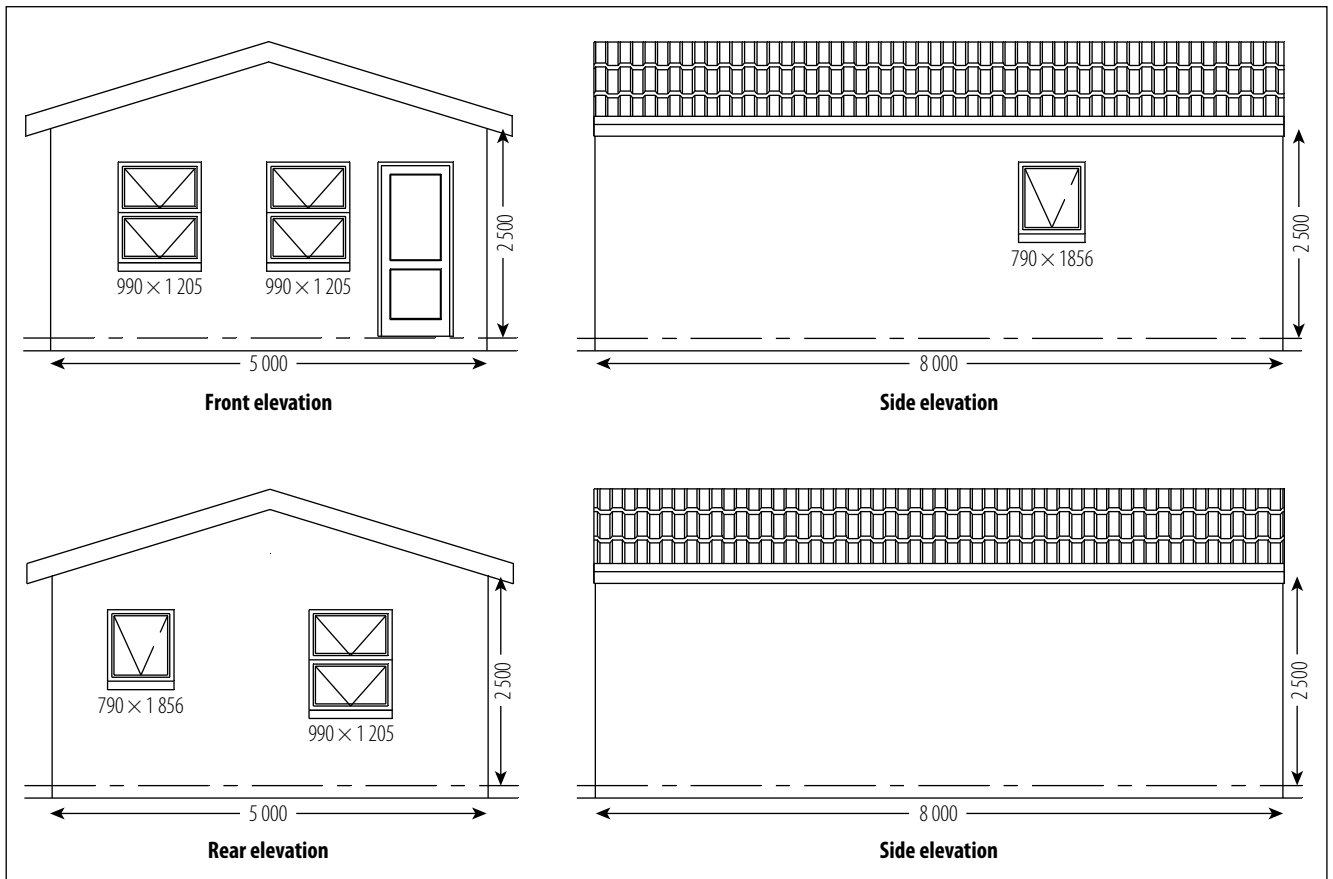 2 500
990 × 1 205
990 × 1 205
5 000
Front elevation
2 500
790 × 1856
8 000
Side elevation
2 500
790 × 1 856
990 × 1 205
5 000
Rear elevation
2 500
8 000
Side elevation